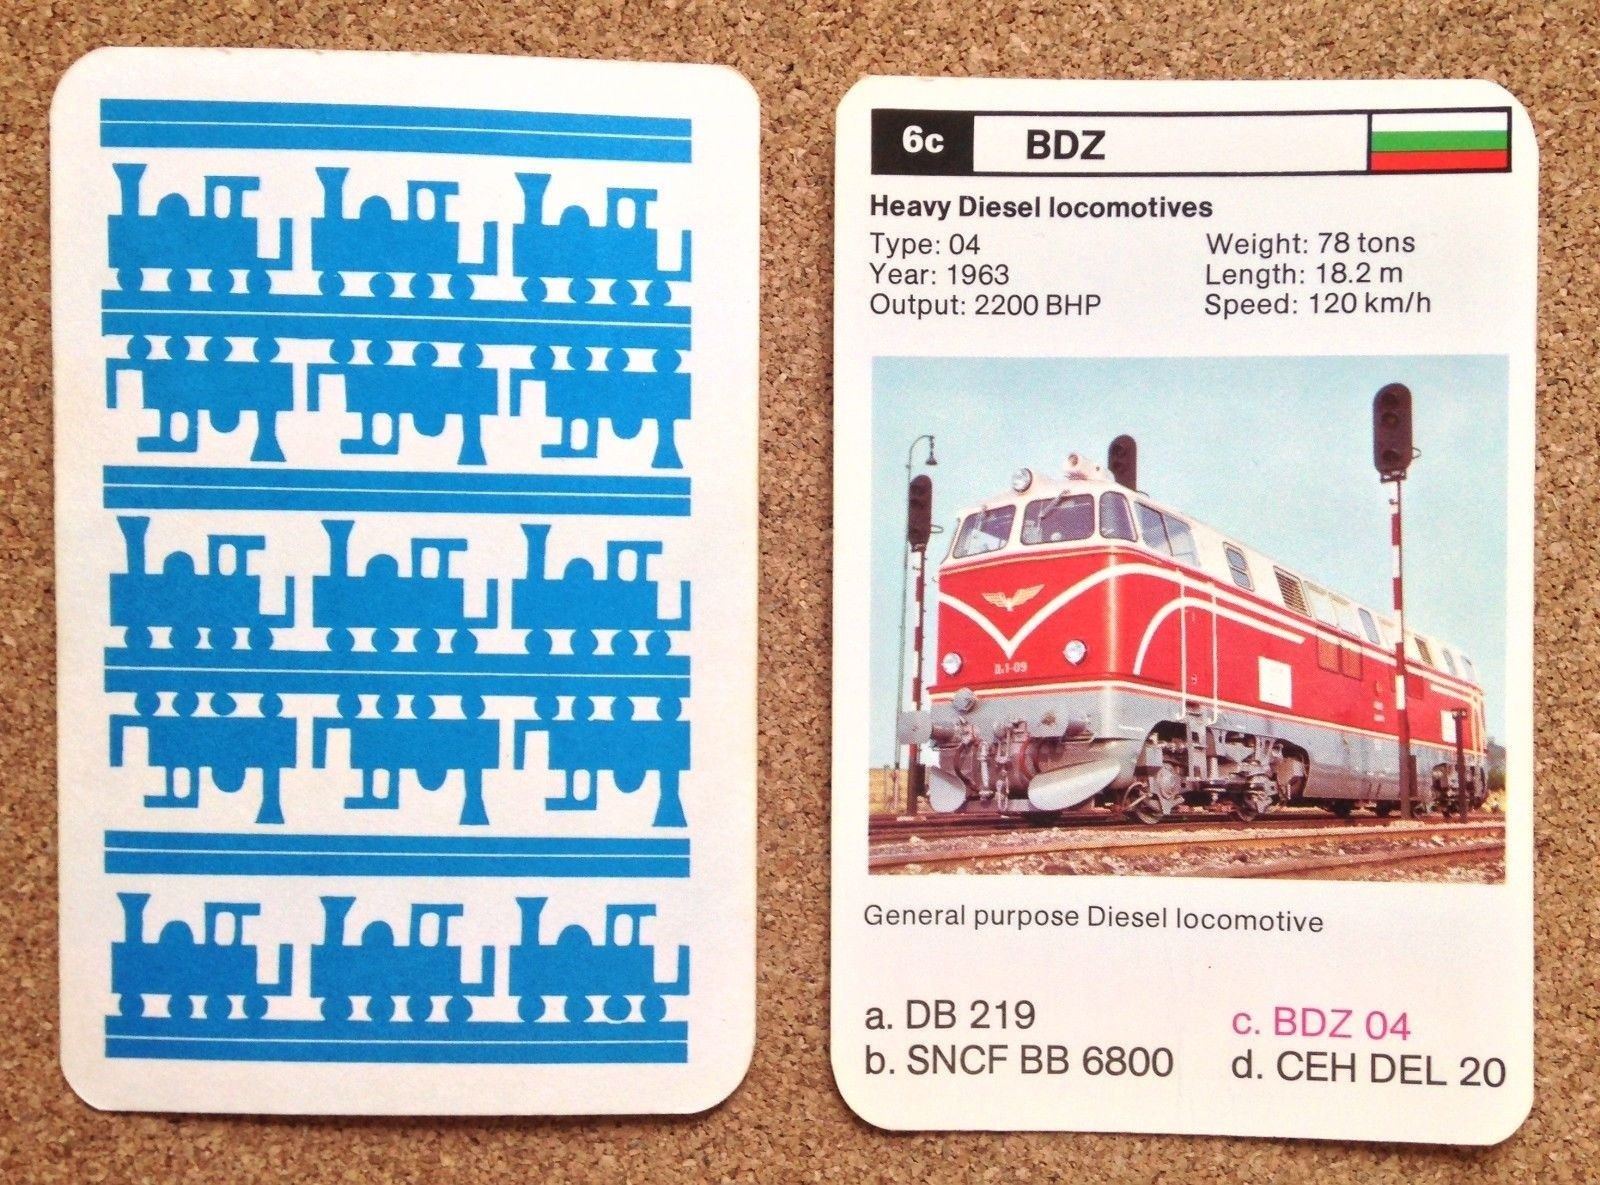 6c BDZ
Heavy Diesel locomotives
Type: 04 Weight: 78 tons
Year: 1963 Length: 18.2 m
Output: 2200 BHP Speed: 120 km/h
General purpose Diesel locomotive
a. DB 219 c. BDZ 04
b. SNCF BB 6800 d. CEH DEL 20